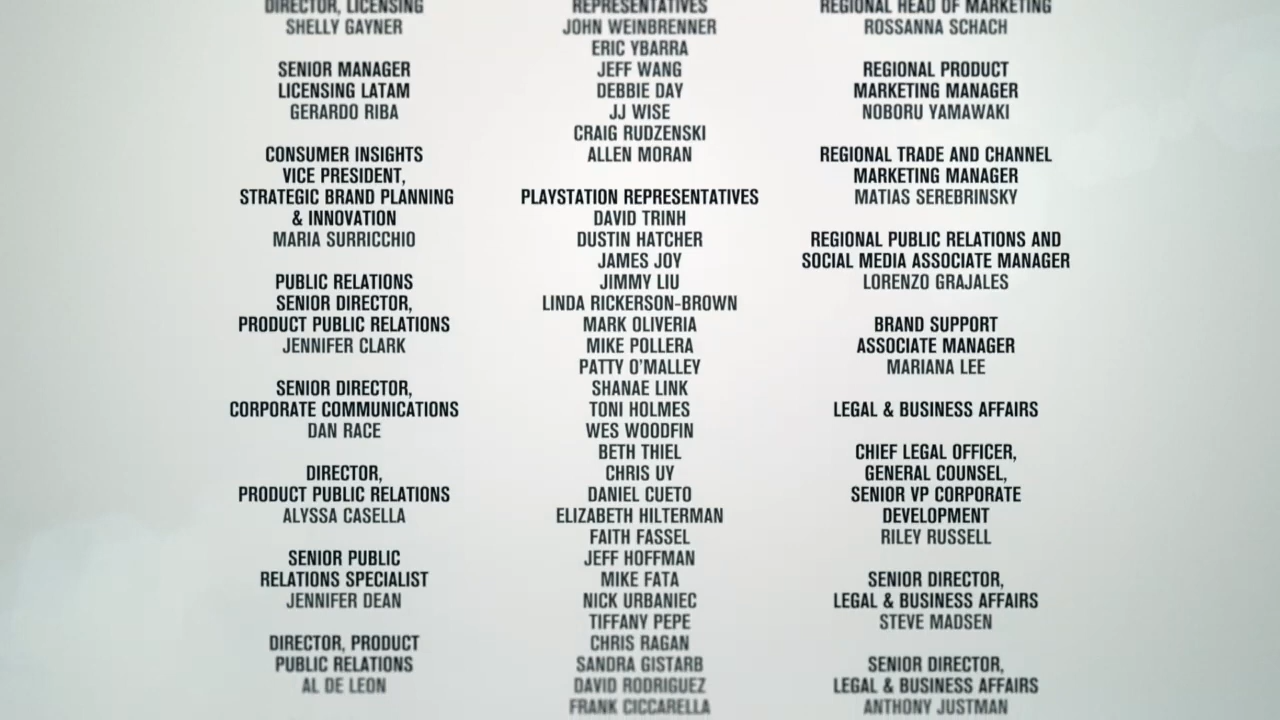 DIRECTOR, LICENSING
SHELLY GAYNER
SENIOR MANAGER
LICENSING LATAM
GERARDO RIBA
CONSUMER INSIGHTS
VICE PRESIDENT,
STRATEGIC BRAND PLANNING
& INNOVATION
MARIA SURRICCHIO
PUBLIC RELATIONS
SENIOR DIRECTOR,
PRODUCT PUBLIC RELATIONS
JENNIFER CLARK
SENIOR DIRECTOR,
CORPORATE COMMUNICATIONS
DAN RACE
DIRECTOR,
PRODUCT PUBLIC RELATIONS
ALYSSA CASELLA
SENIOR PUBLIC
RELATIONS SPECIALIST
JENNIFER DEAN
DIRECTOR, PRODUCT
PUBLIC RELATIONS
AL DE LEON
REPRESENTATIVES
JOHN WEINBRENNER
ERIC YBARRA
JEFF WANG
DEBBIE DAY
JJ WISE
CRAIG RUDZENSKI
ALLEN MORAN
PLAYSTATION REPRESENTATIVES
DAVID TRINH
DUSTIN HATCHER
JAMES JOY
JIMMY LIU
LINDA RICKERSON-BROWN
MARK OLIVERIA
MIKE POLLERA
PATTY O'MALLEY
SHANAE LINK
TONI HOLMES
WES WOODFIN
BETH THIEL
CHRIS UY
DANIEL CUETO
ELIZABETH HILTERMAN
FAITH FASSEL
JEFF HOFFMAN
MIKE FATA
NICK URBANIEC
TIFFANY PEPE
CHRIS RAGAN
SANDRA GISTARB
DAVID RODRIGUEZ
FRANK CICCARELLA
REGIONAL HEAD OF MARKETING
ROSSANNA SCHACH
REGIONAL PRODUCT
MARKETING MANAGER
NOBORU YAMAWAKI
REGIONAL TRADE AND CHANNEL
MARKETING MANAGER
MATIAS SEREBRINSKY
REGIONAL PUBLIC RELATIONS AND
SOCIAL MEDIA ASSOCIATE MANAGER
LORENZO GRAJALES
BRAND SUPPORT
ASSOCIATE MANAGER
MARIANA LEE
LEGAL & BUSINESS AFFAIRS
CHIEF LEGAL OFFICER,
GENERAL COUNSEL,
SENIOR VP CORPORATE
DEVELOPMENT
RILEY RUSSELL
SENIOR DIRECTOR,
LEGAL & BUSINESS AFFAIRS
STEVE MADSEN
SENIOR DIRECTOR,
LEGAL & BUSINESS AFFAIRS
ANTHONY JUSTMAN